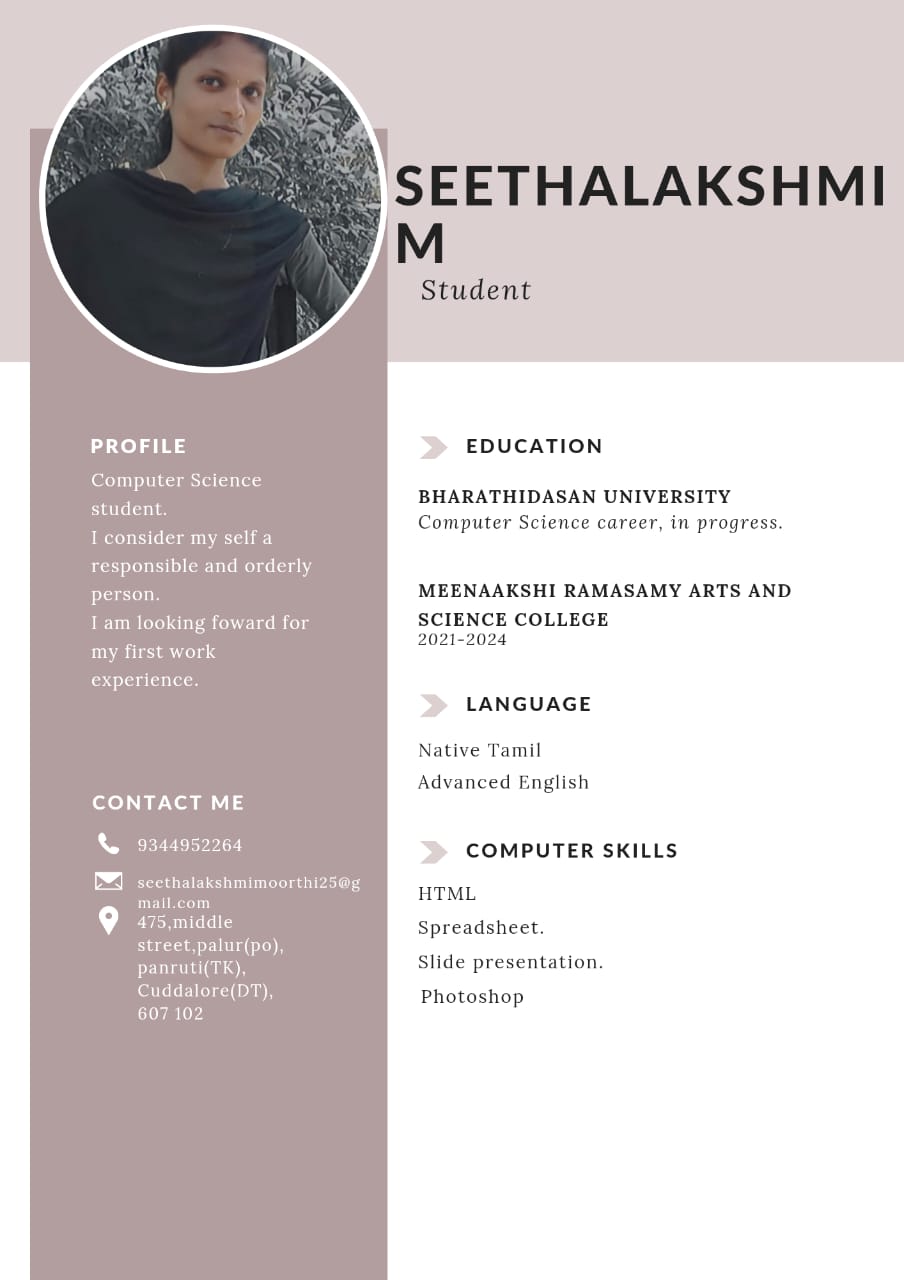 SEETHALAKSHMI
M
Student
PROFILE
Computer Science
student.
I consider my self a
responsible and orderly
person.
I am looking foward for
my first work
experience.
CONTACT ME
9344952264
seethalakshmimoorthi25@g
mail.com
475,middle
street,palur(po),
panruti(TK),
Cuddalore(DT),
607 102
EDUCATION
BHARATHIDASAN UNIVERSITY
Computer Science career, in progress.
MEENAAKSHI RAMASAMY ARTS AND
SCIENCE COLLEGE
2021-2024
LANGUAGE
Native Tamil
Advanced English
COMPUTER SKILLS
HTML
Spreadsheet.
Slide presentation.
Photoshop